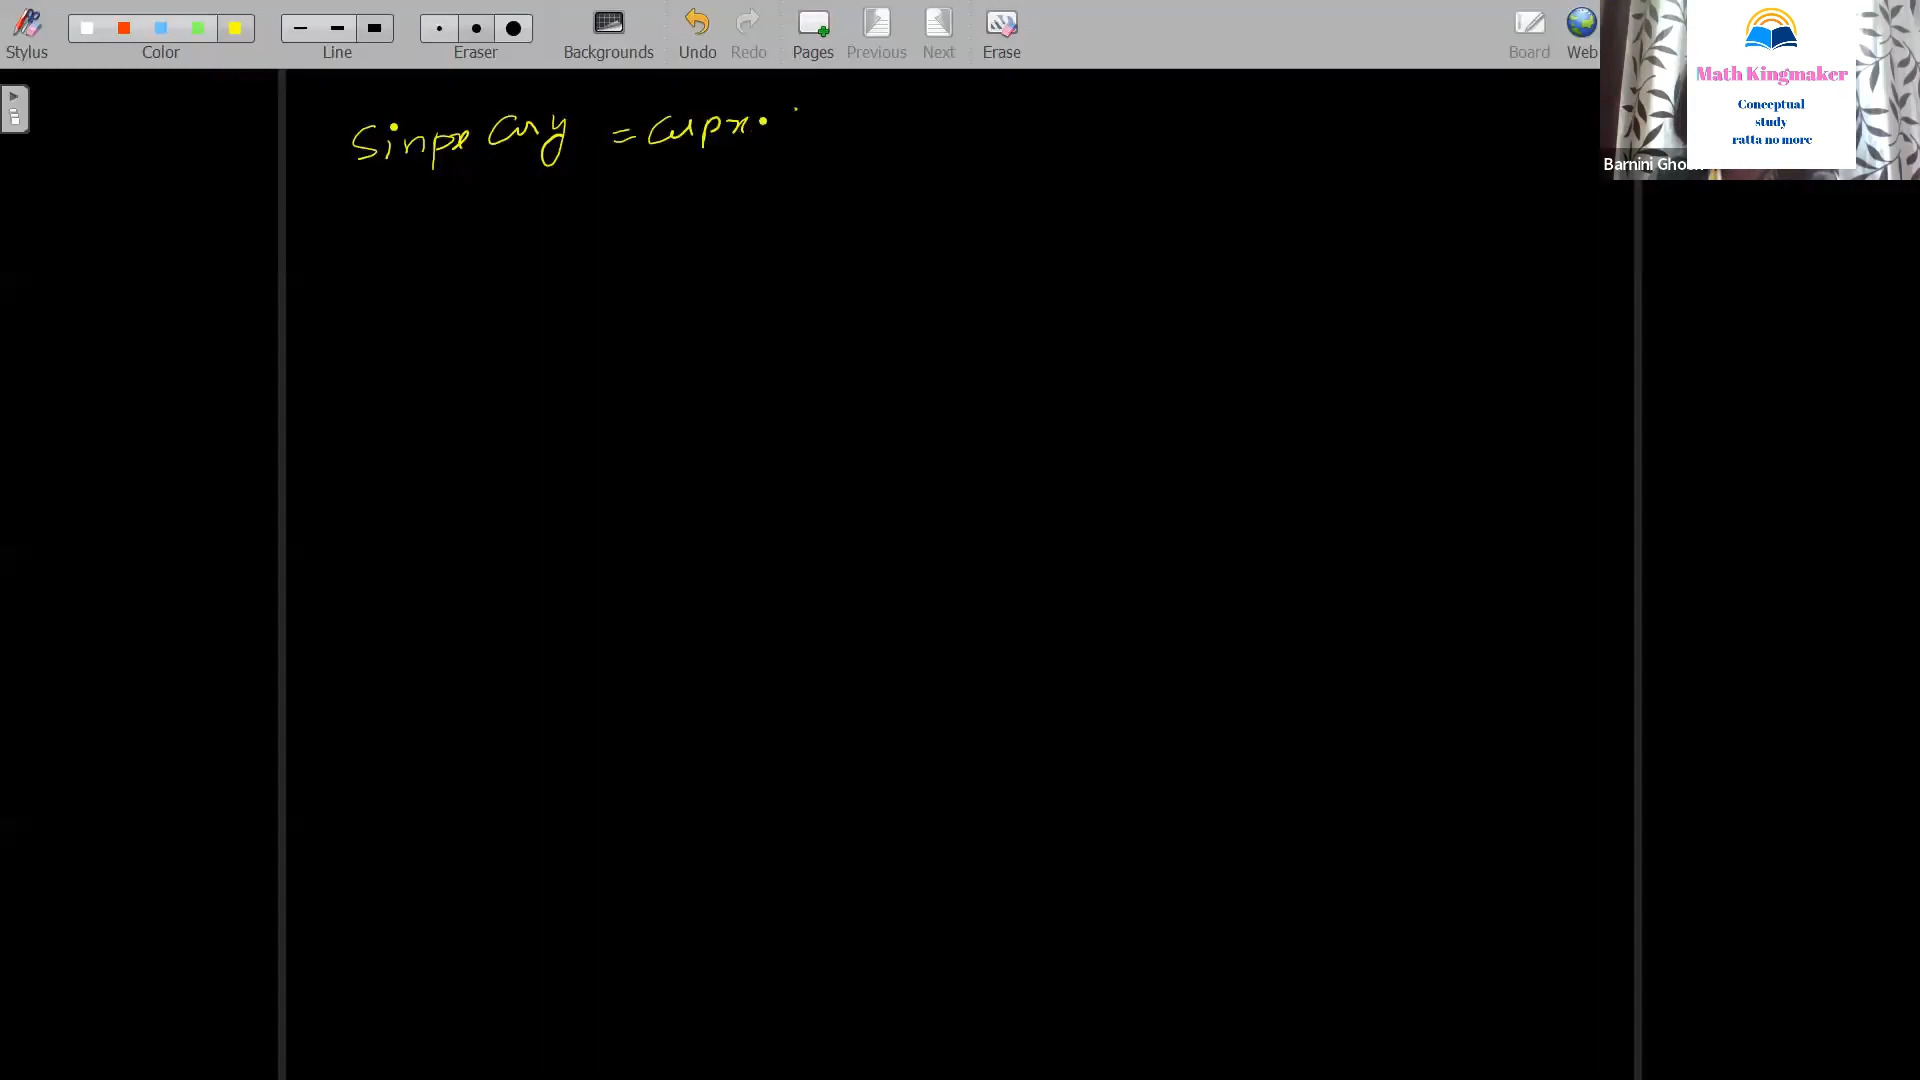 Stylus Color Line Eraser Backgrounds Undo Redo Pages Previous Next Erase Board Web
Math Kingmaker
Conceptual
study
ratta no more
Barnini Ghosh
sinpx cosy = cospx.